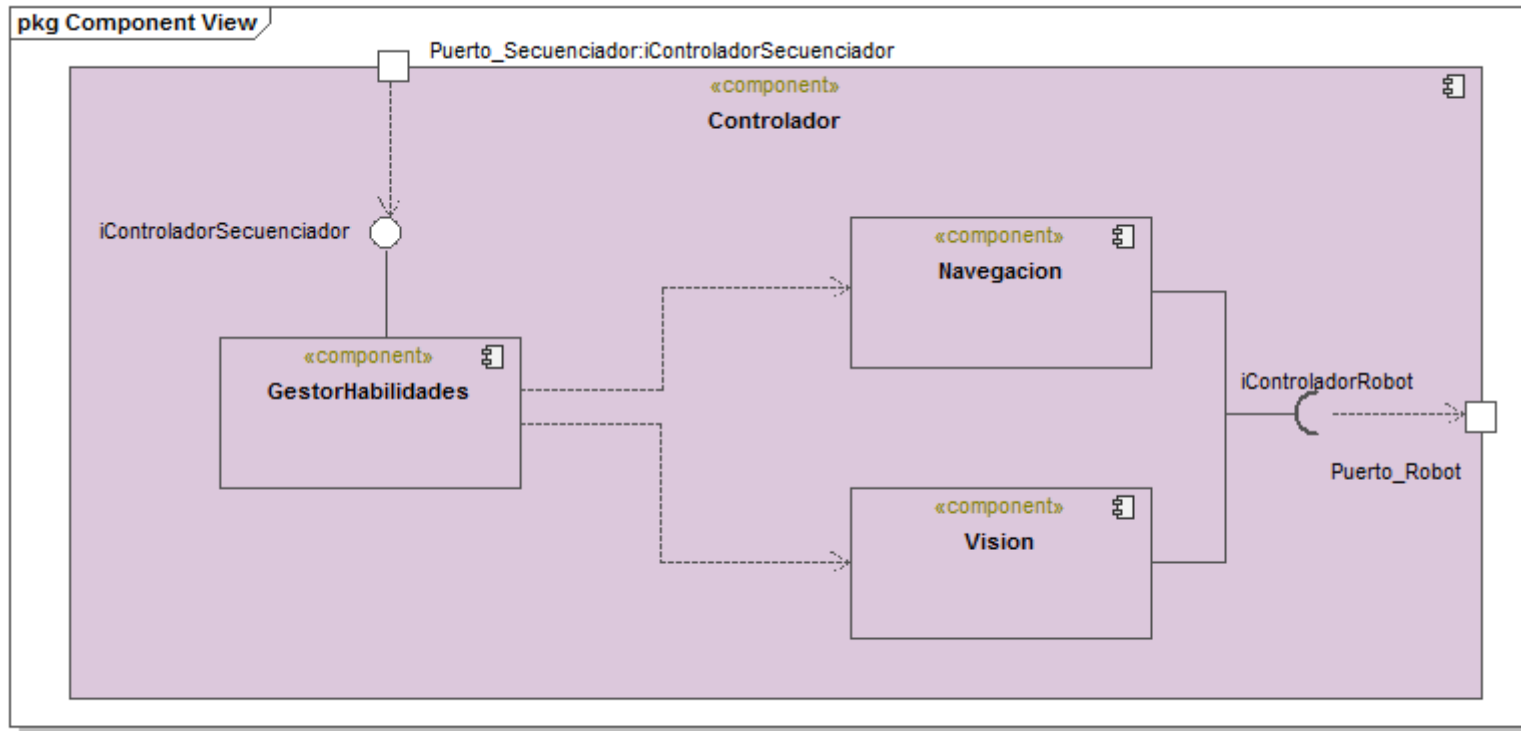 pkg Component View
Puerto_Secuenciador:iControladorSecuenciador
«component»
Controlador
iControladorSecuenciador
«component»
Navegacion
«component»
GestorHabilidades
iControladorRobot
Puerto_Robot
«component»
Vision